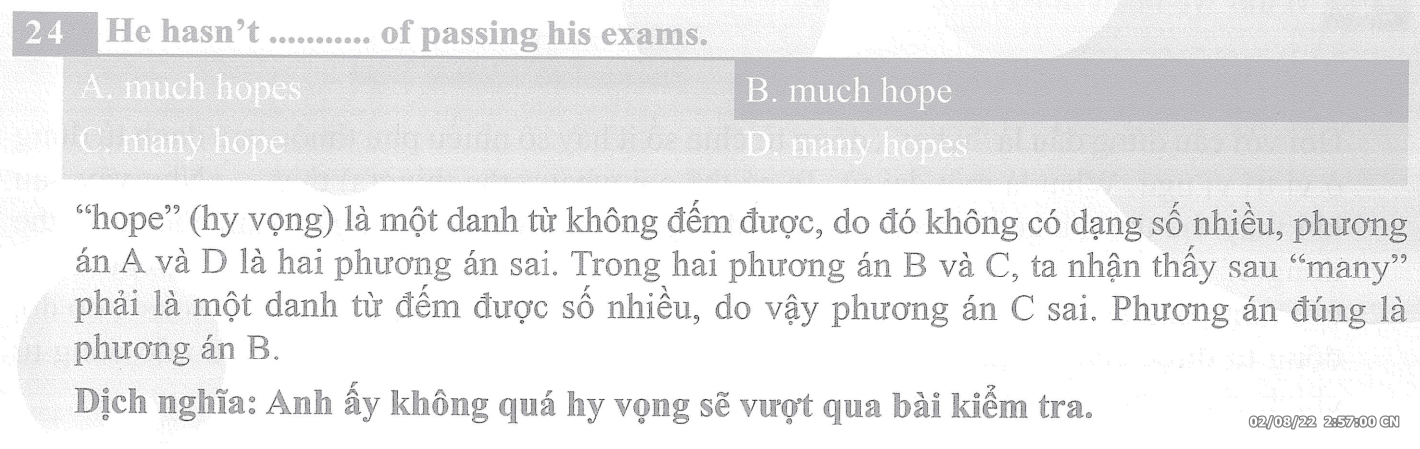 24 He hasn’t ........... of passing his exams.
A. much hopes B. much hope
C. many hope D. many hopes
“hope” (hy vọng) là một danh từ không đếm được, do đó không có dạng số nhiều, phương
án A và D là hai phương án sai. Trong hai phương án B và C, ta nhận thấy sau “many”
phải là một danh từ đếm được số nhiều, do vậy phương án C sai. Phương án đúng là
phương án B.
Dịch nghĩa: Anh ấy không quá hy vọng sẽ vượt qua bài kiểm tra.
02/08/22 2:57:00 CN